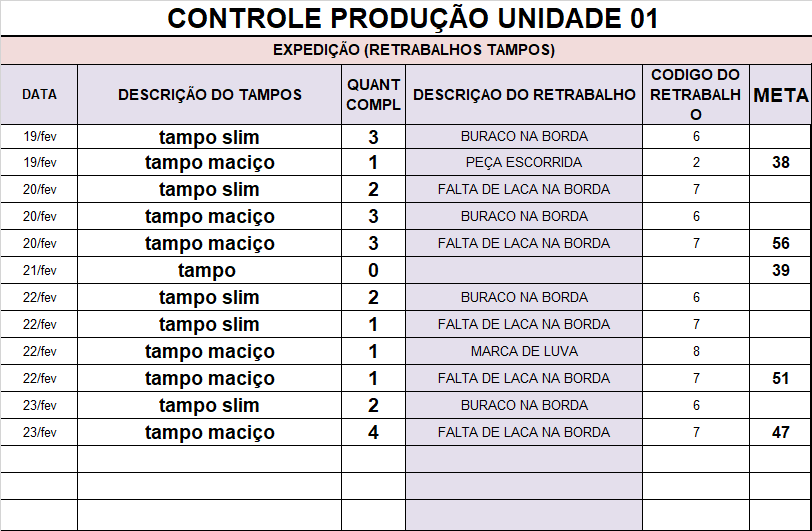 CONTROLE PRODUÇÃO UNIDADE 01
EXPEDIÇÃO (RETRABALHOS TAMPOS)
DATA DESCRIÇÃO DO TAMPOS QUANT COMPL DESCRIÇAO DO RETRABALHO CODIGO DO RETRABALH O META
19/fev tampo slim 3 BURACO NA BORDA 6
19/fev tampo maciço 1 PEÇA ESCORRIDA 2 38
20/fev tampo slim 2 FALTA DE LACA NA BORDA 7
20/fev tampo maciço 3 BURACO NA BORDA 6
20/fev tampo maciço 3 FALTA DE LACA NA BORDA 7 56
21/fev tampo 0 39
22/fev tampo slim 2 BURACO NA BORDA 6
22/fev tampo slim 1 FALTA DE LACA NA BORDA 7
22/fev tampo maciço 1 MARCA DE LUVA 8
22/fev tampo maciço 1 FALTA DE LACA NA BORDA 7 51
23/fev tampo slim 2 BURACO NA BORDA 6
23/fev tampo maciço 4 FALTA DE LACA NA BORDA 7 47